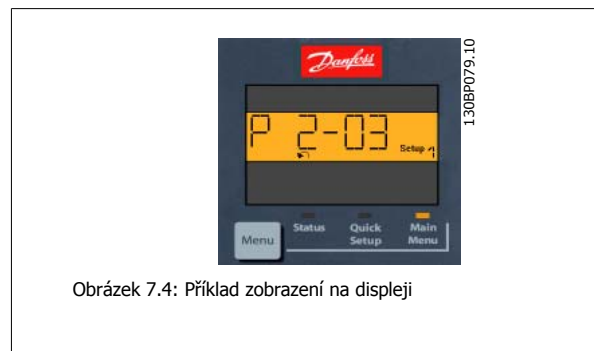 Danfoss
130BP079.10
P 2-03
Setup 1
Menu
Status
Quick Setup
Main Menu
Obrázek 7.4: Příklad zobrazení na displeji